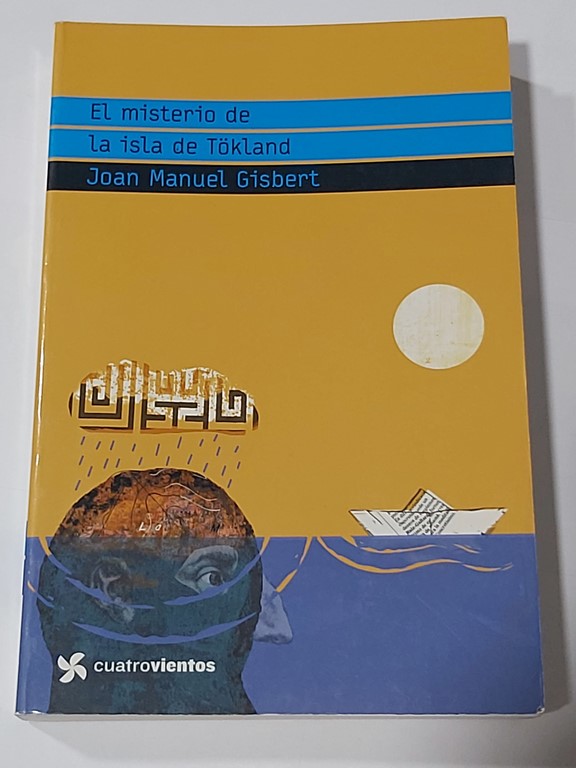 El misterio de
la isla de Tökland
Joan Manuel Gisbert
cuatrovientos